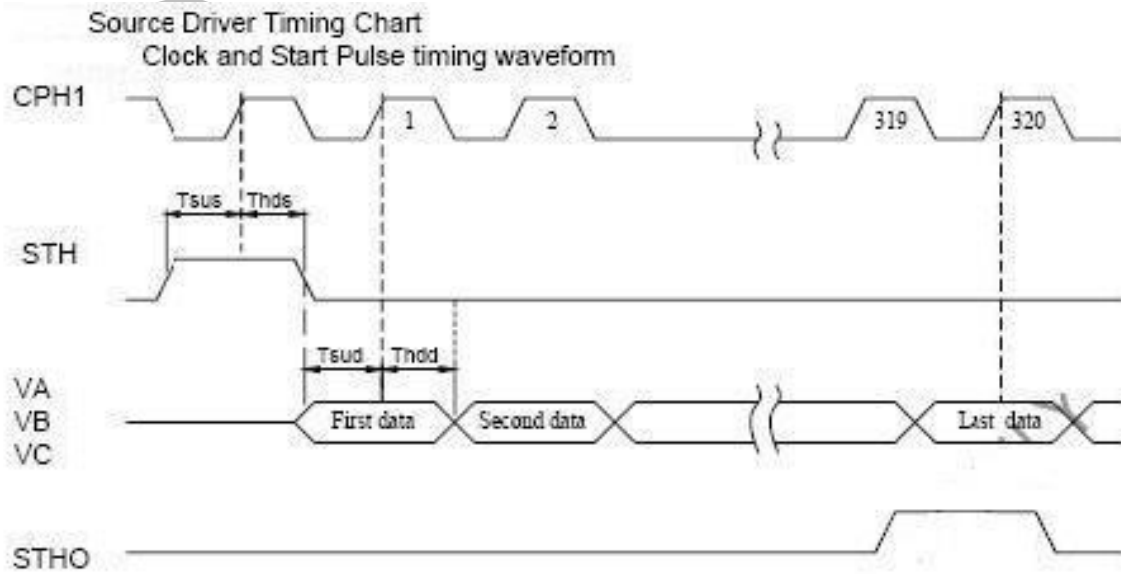 Source Driver Timing Chart
Clock and Start Pulse timing waveform
CPH1
1
2
319
320
Tsus
Thds
STH
Tsud
Thdd
VA
VB
VC
First data
Second data
Last data
STHO